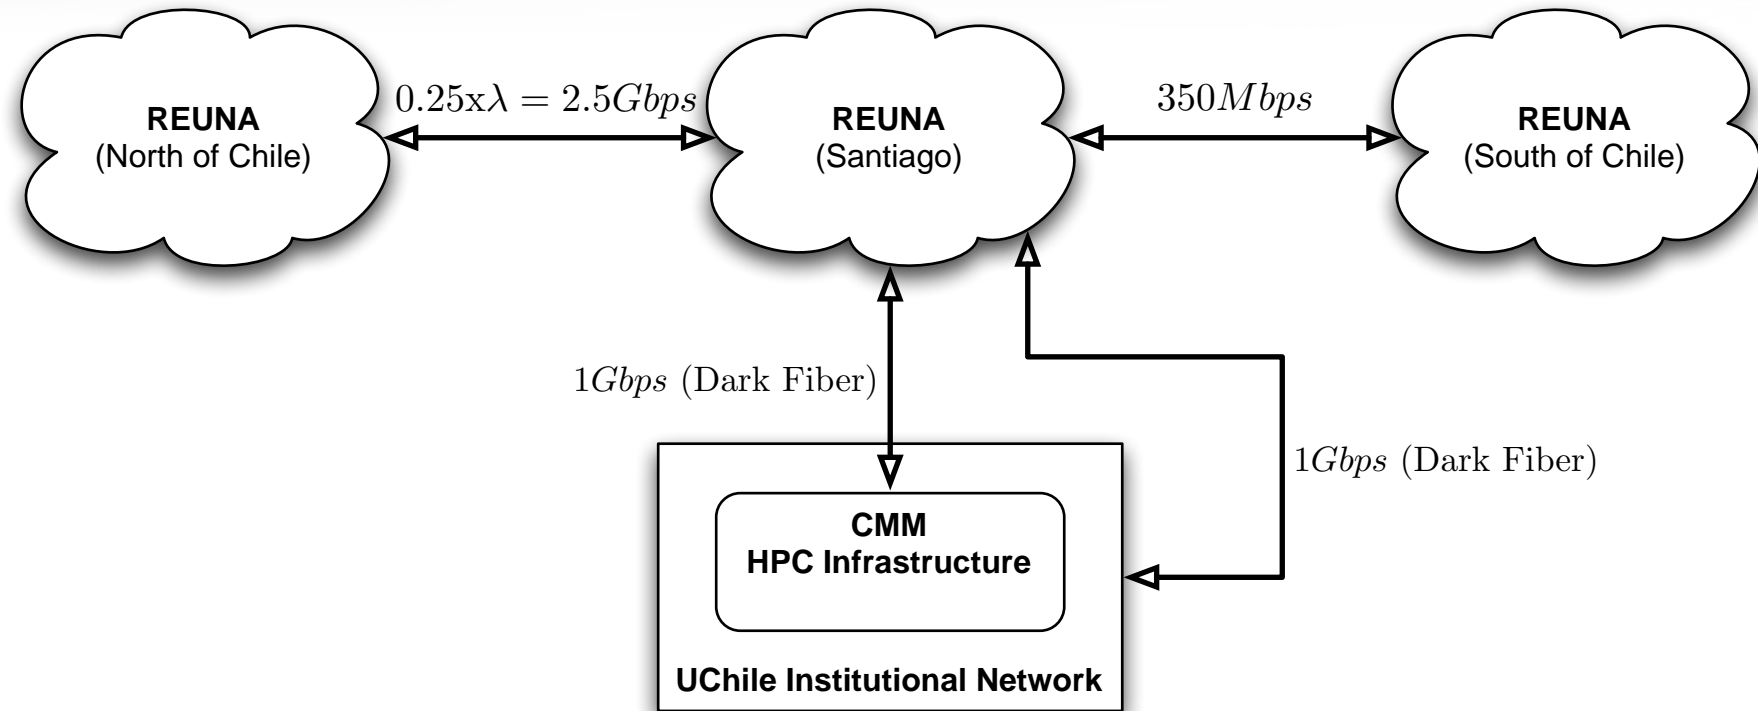 REUNA
(North of Chile)
0.25xλ = 2.5Gbps
REUNA
(Santiago)
350Mbps
REUNA
(South of Chile)
1Gbps (Dark Fiber)
1Gbps (Dark Fiber)
CMM
HPC Infrastructure
UChile Institutional Network